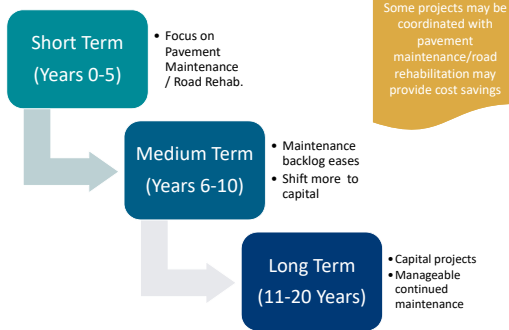 Short Term
(Years 0-5)
• Focus on
Pavement
Maintenance
/ Road Rehab.
Some projects may be
coordinated with
pavement
maintenance/road
rehabilitation may
provide cost savings
Medium Term
(Years 6-10)
• Maintenance
backlog eases
• Shift more to
capital
Long Term
(11-20 Years)
• Capital projects
• Manageable
continued
maintenance